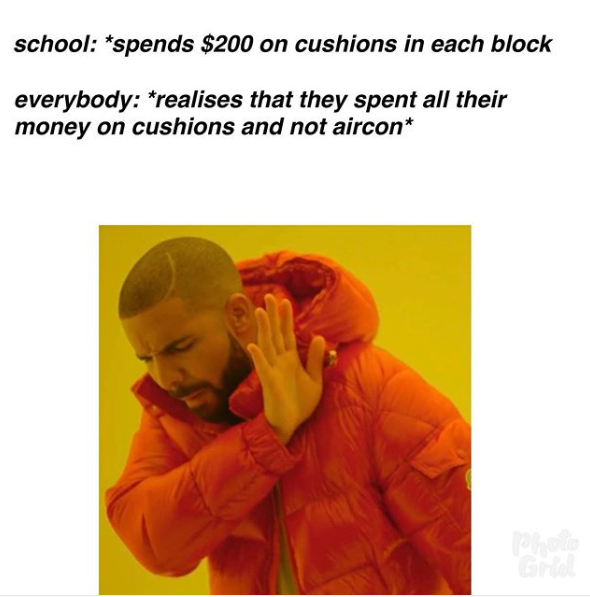 school: *spends $200 on cushions in each block
everybody: *realises that they spent all their
money on cushions and not aircon*
Photo
Grid